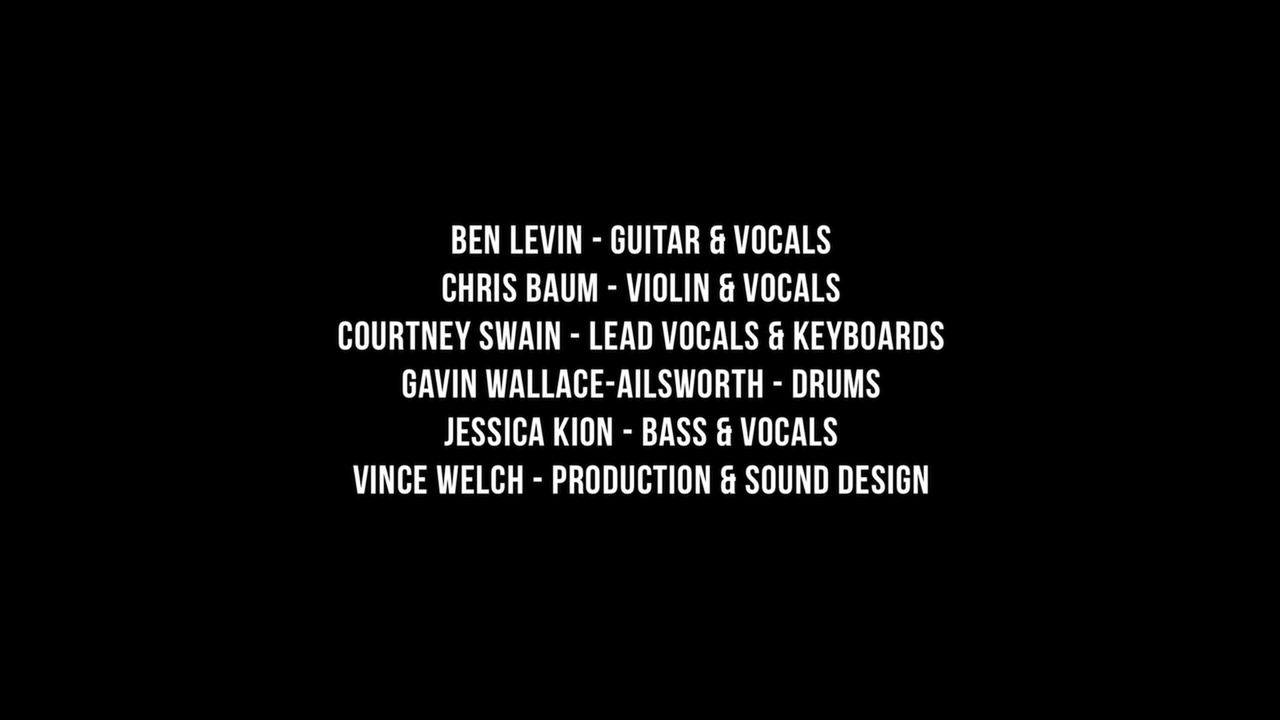 BEN LEVIN - GUITAR & VOCALS
CHRIS BAUM - VIOLIN & VOCALS
COURTNEY SWAIN - LEAD VOCALS & KEYBOARDS
GAVIN WALLACE-AILSWORTH - DRUMS
JESSICA KION - BASS & VOCALS
VINCE WELCH - PRODUCTION & SOUND DESIGN